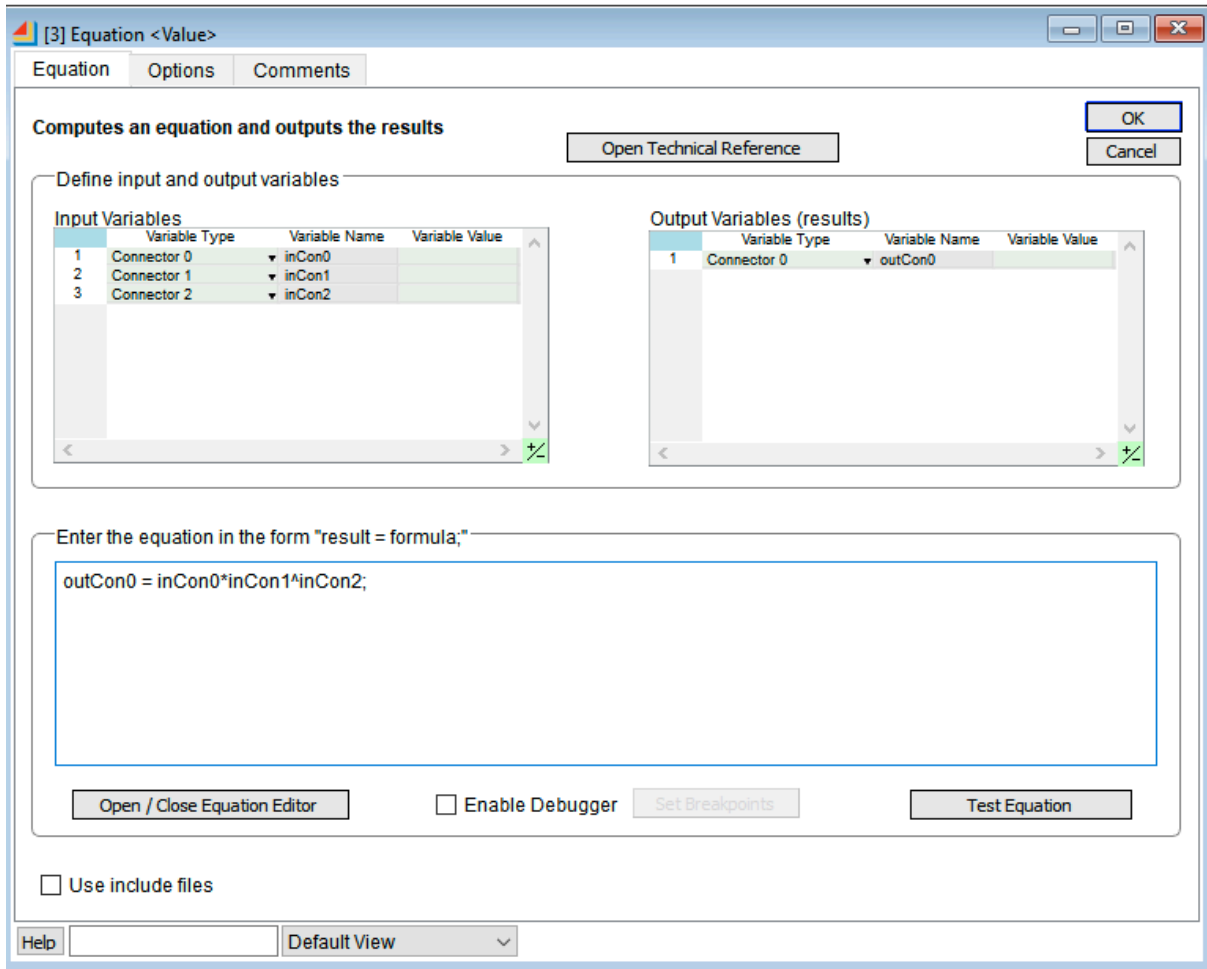 [3] Equation <Value>
Equation Options Comments
Computes an equation and outputs the results
OK
Open Technical Reference
Cancel
Define input and output variables
Input Variables
Variable Type Variable Name Variable Value
1 Connector 0 inCon0
2 Connector 1 inCon1
3 Connector 2 inCon2
Output Variables (results)
Variable Type Variable Name Variable Value
1 Connector 0 outCon0
Enter the equation in the form "result = formula;"
outCon0 = inCon0*inCon1^inCon2;
Open / Close Equation Editor Enable Debugger Set Breakpoints Test Equation
Use include files
Help Default View